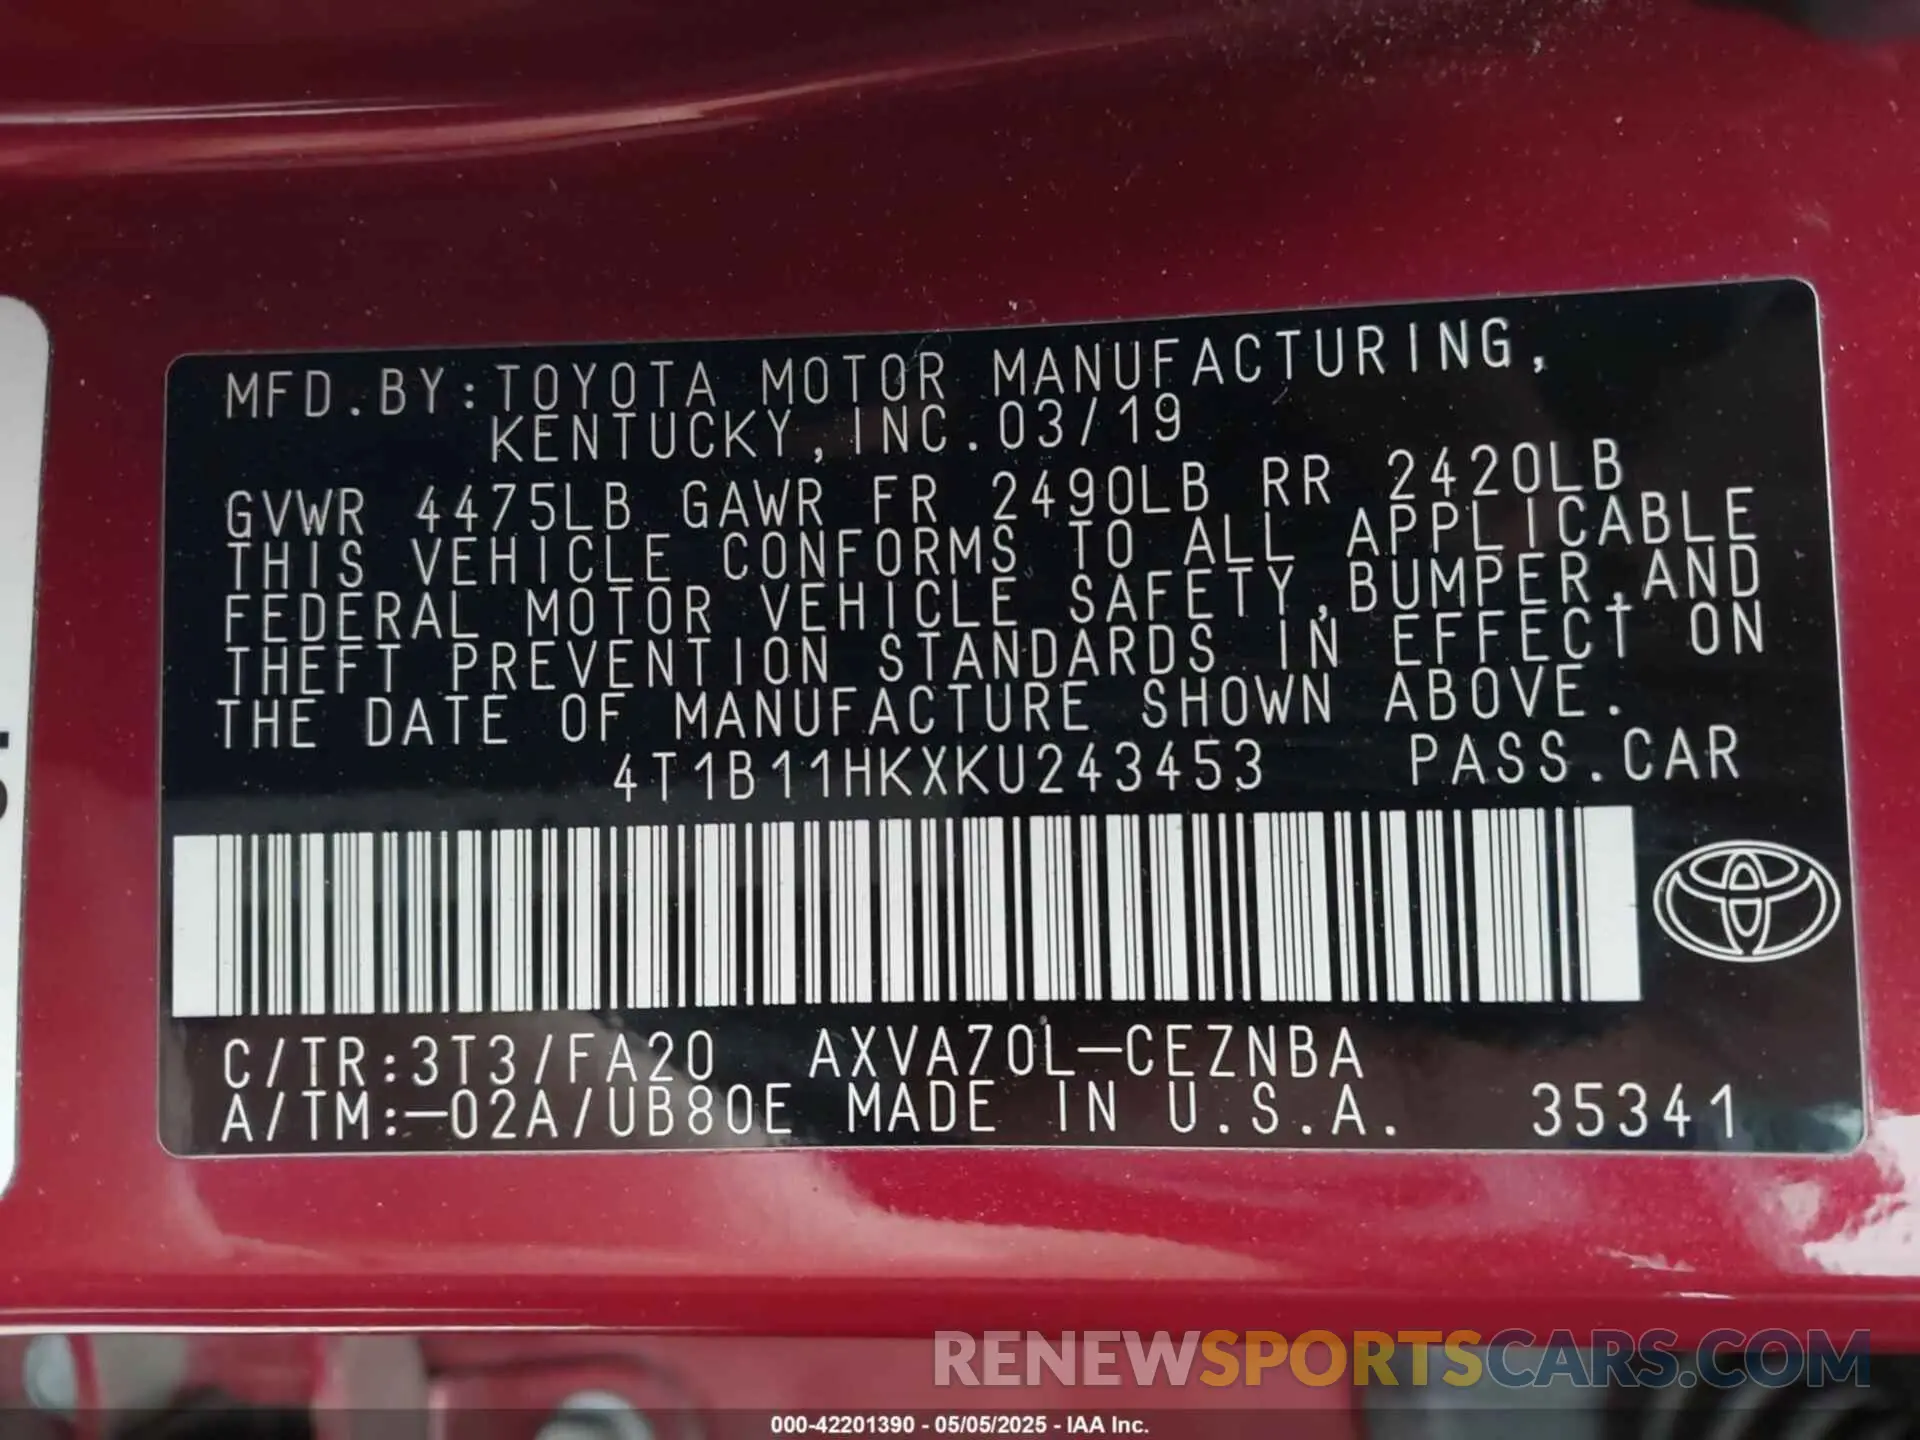 MFD.BY:TOYOTA MOTOR MANUFACTURING,
KENTUCKY,INC.03/19
GVWR 4475LB GAWR FR 2490LB RR 2420LB
THIS VEHICLE CONFORMS TO ALL APPLICABLE
FEDERAL MOTOR VEHICLE SAFETY,BUMPER,AND
THEFT PREVENTION STANDARDS IN EFFECT ON
THE DATE OF MANUFACTURE SHOWN ABOVE.
4T1B11HKXKU243453 PASS.CAR
C/TR:3T3/FA20 AXVA70L-CEZNBA
A/TM:-02A/UB80E MADE IN U.S.A. 35341
RENEWSPORTSCARS.COM
000-42201390 - 05/05/2025 - IAA Inc.